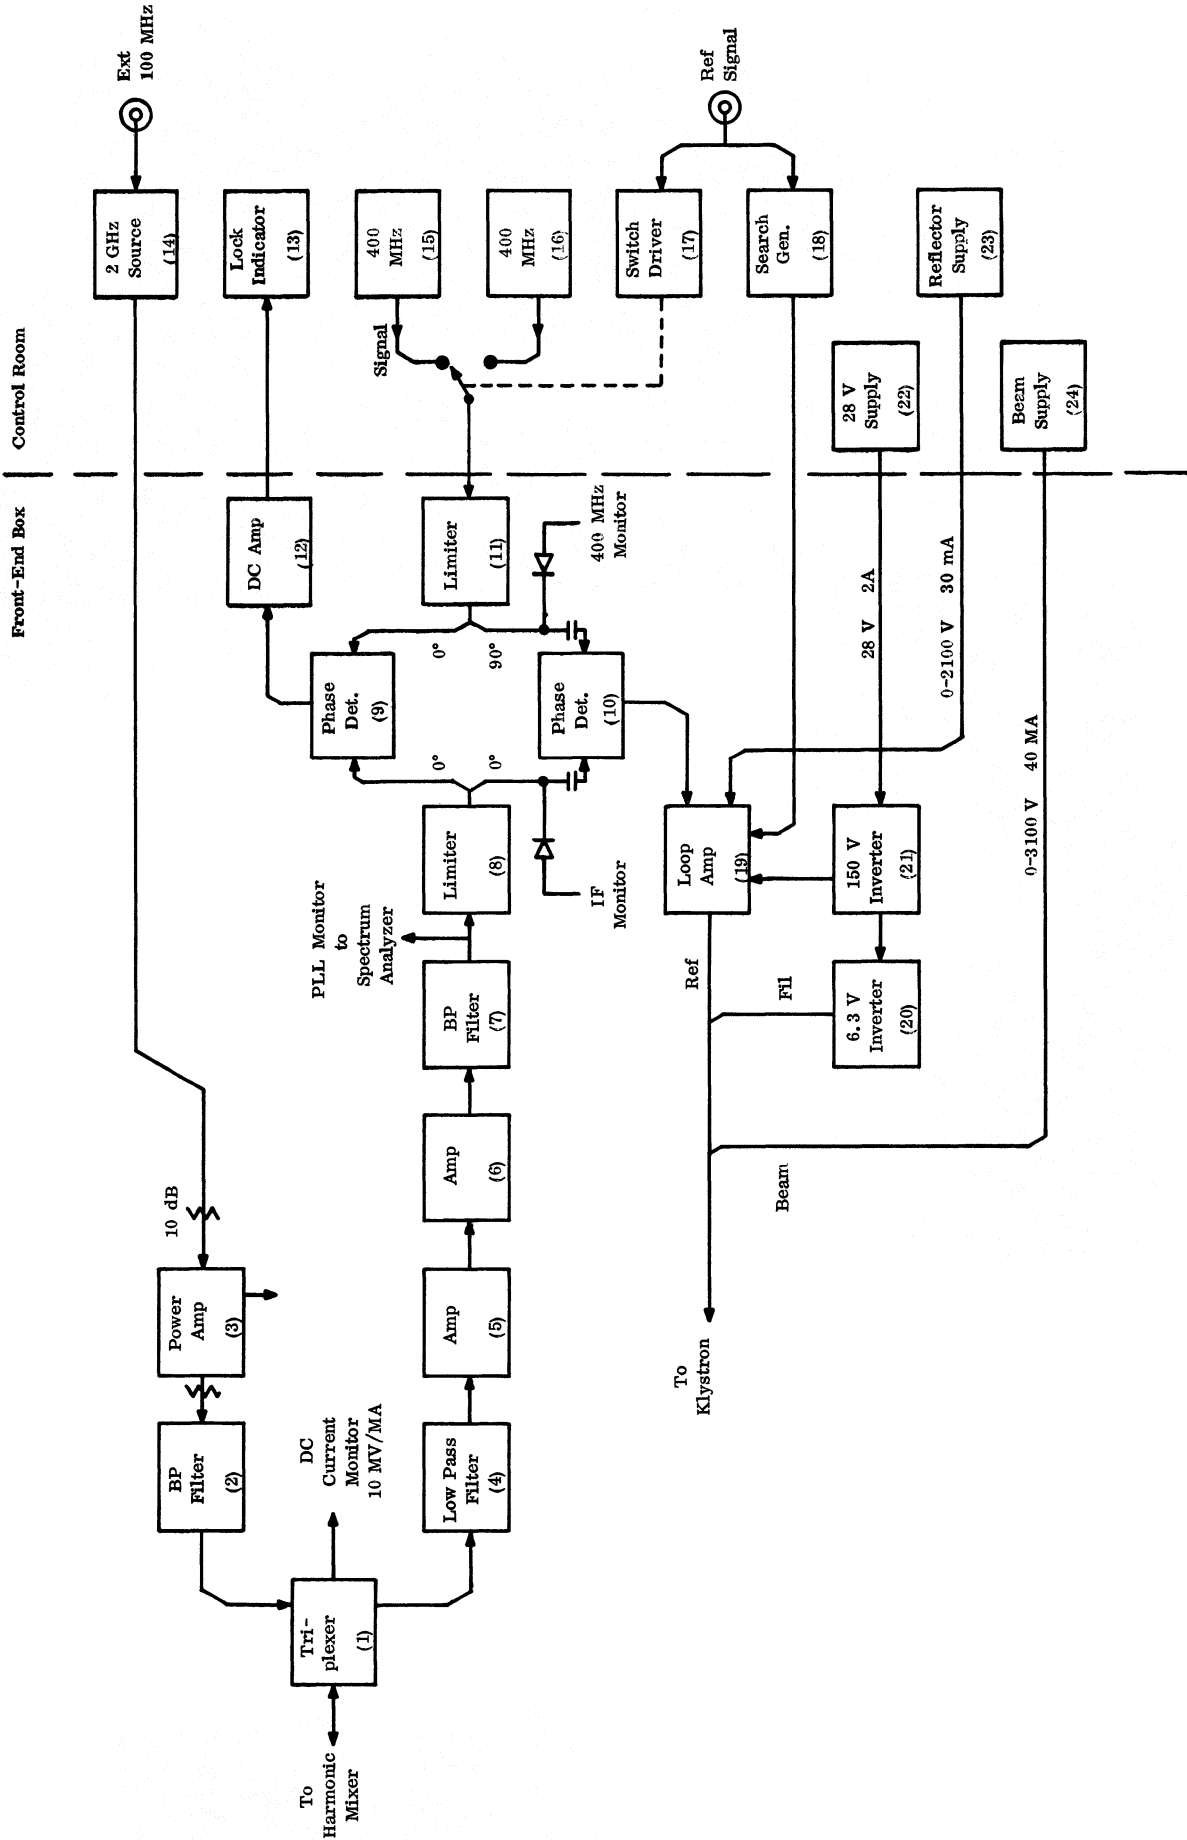 Front-End Box
Control Room
To
Harmonic
Mixer
Tri-
plexer
(1)
DC
Current
Monitor
10 MV/MA
BP
Filter
(2)
Power
Amp
(3)
10 dB
2 GHz
Source
(14)
Ext
100 MHz
Low Pass
Filter
(4)
Amp
(5)
Amp
(6)
BP
Filter
(7)
PLL Monitor
to
Spectrum
Analyzer
Limiter
(8)
IF
Monitor
0°
0°
Phase
Det.
(9)
Phase
Det.
(10)
0°
90°
Limiter
(11)
400 MHz
Monitor
DC Amp
(12)
Lock
Indicator
(13)
Signal
400
MHz
(15)
400
MHz
(16)
Switch
Driver
(17)
Search
Gen.
(18)
Ref
Signal
To
Klystron
Ref
Loop
Amp
(19)
Fil
6.3 V
Inverter
(20)
150 V
Inverter
(21)
28 V 2A
28 V
Supply
(22)
0-2100 V 30 mA
Reflector
Supply
(23)
Beam
0-3100 V 40 MA
Beam
Supply
(24)